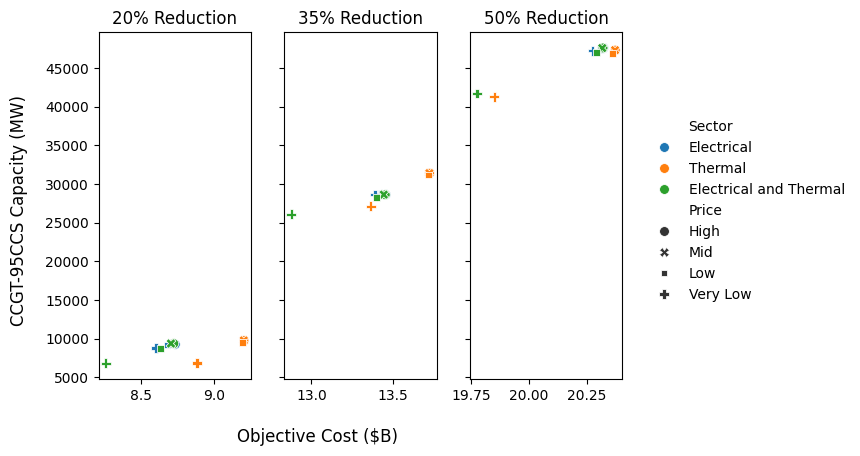 20% Reduction
35% Reduction
50% Reduction
CCGT-95CCS Capacity (MW)
45000
40000
35000
30000
25000
20000
15000
10000
5000
8.5
9.0
13.0
13.5
19.75
20.00
20.25
Objective Cost ($B)
Sector
Electrical
Thermal
Electrical and Thermal
Price
High
Mid
Low
Very Low